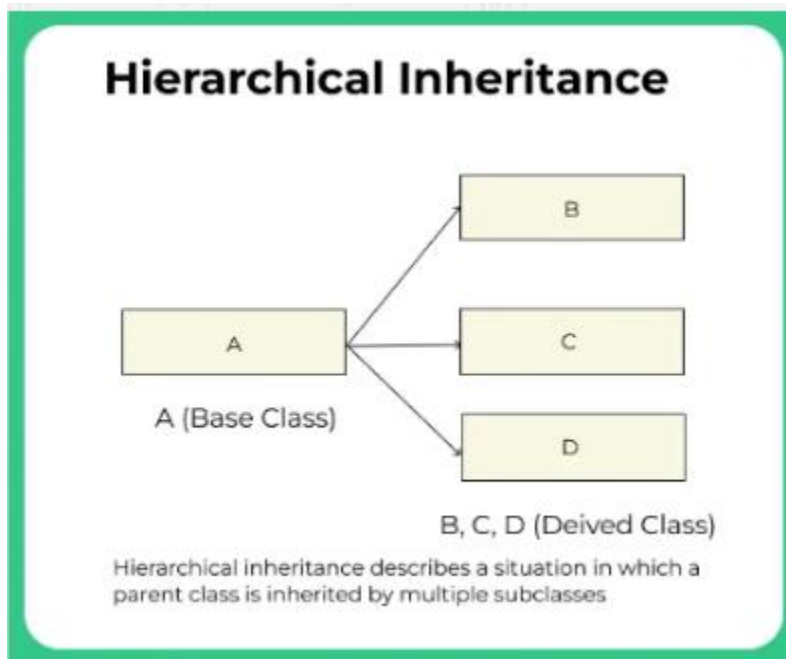 Hierarchical Inheritance
B
A
C
A (Base Class)
D
B, C, D (Deived Class)
Hierarchical inheritance describes a situation in which a
parent class is inherited by multiple subclasses